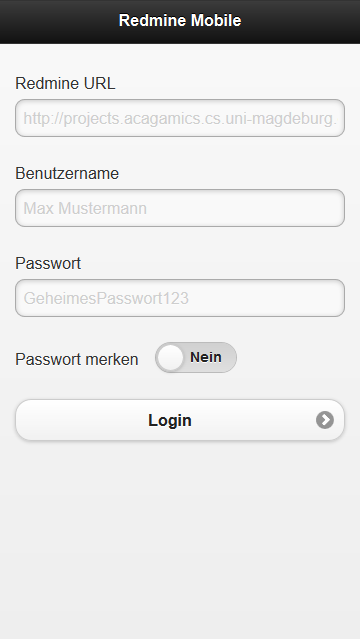 Redmine Mobile
Redmine URL
http://projects.acagamics.cs.uni-magdeburg.
Benutzername
Max Mustermann
Passwort
GeheimesPasswort123
Passwort merken Nein
Login